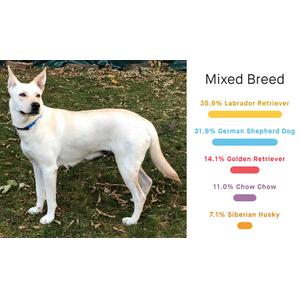 Mixed Breed
35.9% Labrador Retriever
31.9% German Shepherd Dog
14.1% Golden Retriever
11.0% Chow Chow
7.1% Siberian Husky